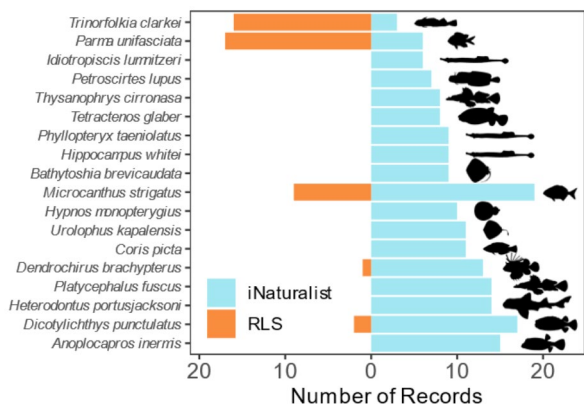 Trinorfolkia clarkei
Parma unifasciata
Idiotropiscis lumnitzeri
Petroscirtes lupus
Thysanophrys cirronasa
Tetractenos glaber
Phyllopteryx taeniolatus
Hippocampus whitei
Bathytoshia brevicaudata
Microcanthus strigatus
Hypnos monopterygius
Urolophus kapalensis
Coris picta
Dendrochirus brachypterus
Platycephalus fuscus
Heterodontus portusjacksoni
Dicotylichthys punctulatus
Anoplocapros inermis
iNaturalist
RLS
20 10 0 10 20
Number of Records